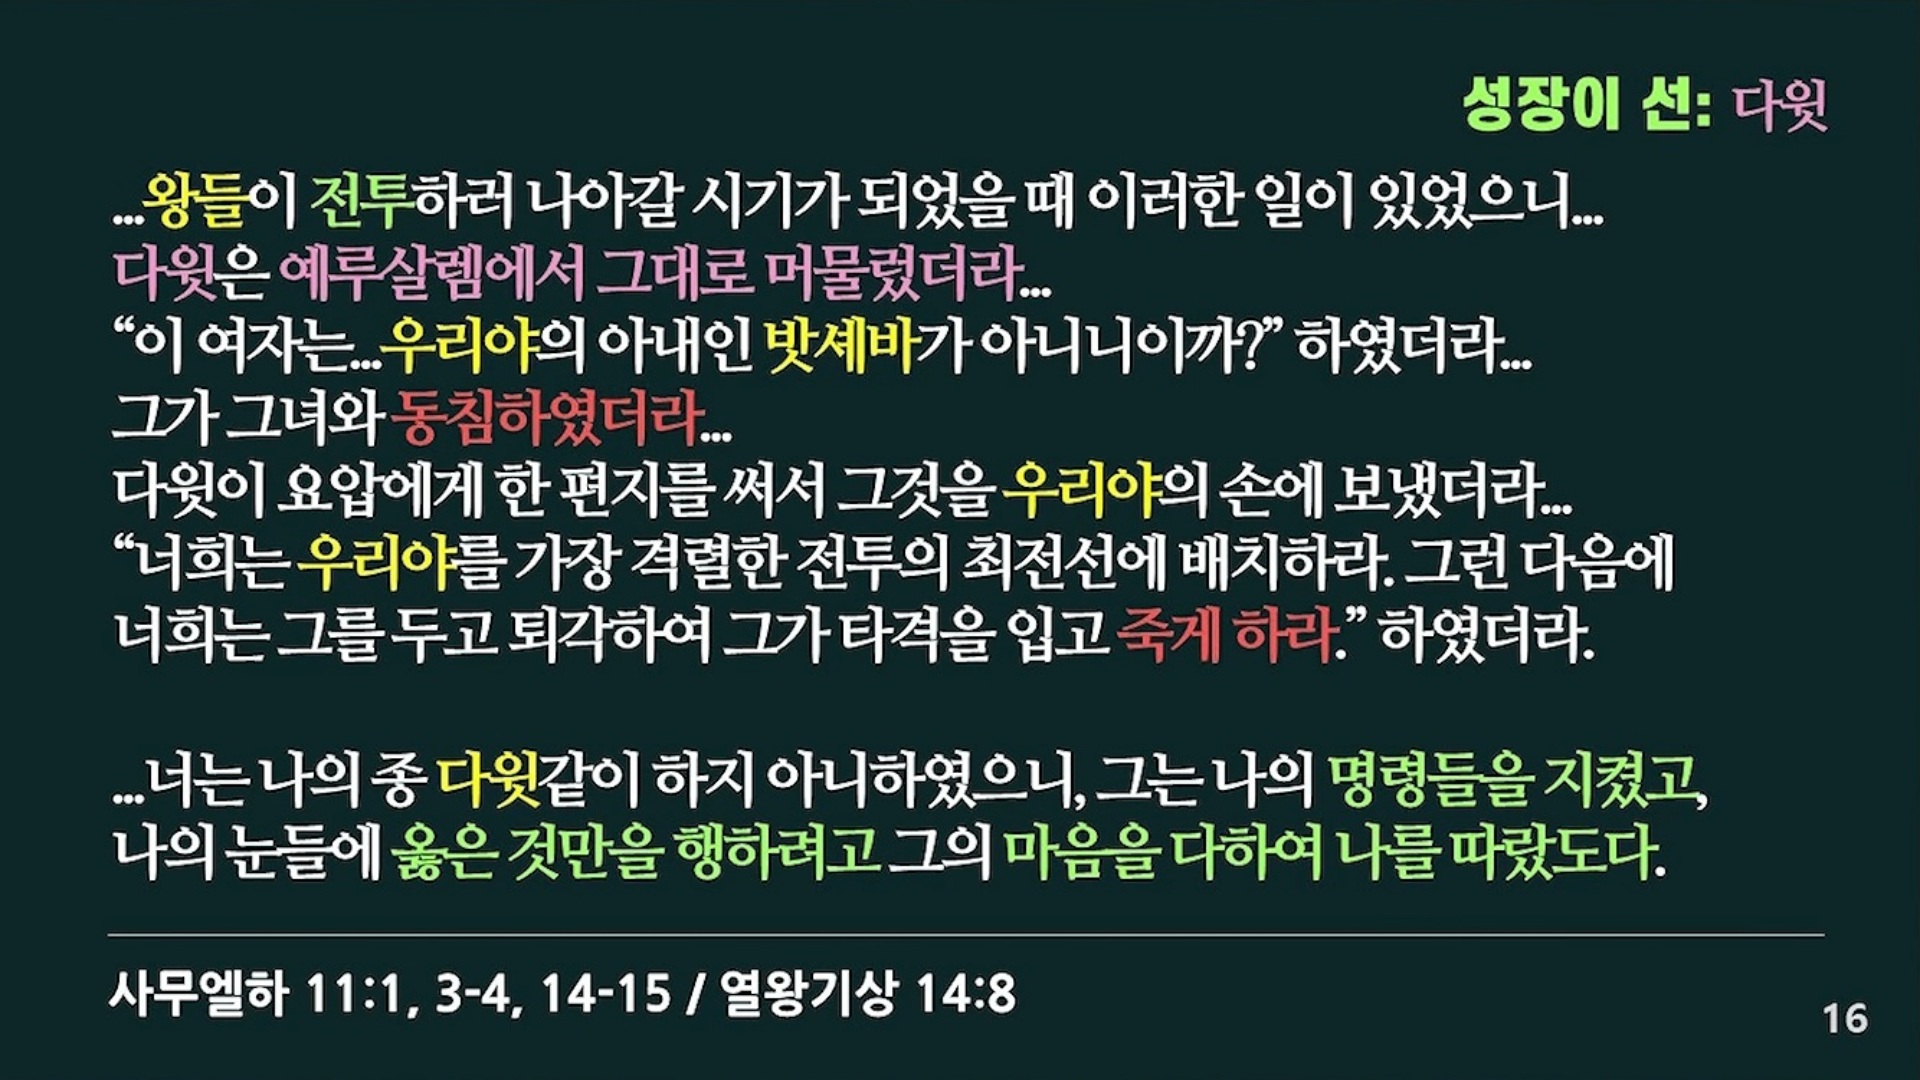 성장이 선: 다윗
...왕들이 전투하러 나아갈 시기가 되었을 때 이러한 일이 있었으니...
다윗은 예루살렘에서 그대로 머물렀더라...
“이 여자는...우리야의 아내인 밧세바가 아니니이까?” 하였더라...
그가 그녀와 동침하였더라...
다윗이 요압에게 한 편지를 써서 그것을 우리야의 손에 보냈더라...
“너희는 우리야를 가장 격렬한 전투의 최전선에 배치하라. 그런 다음에
너희는 그를 두고 퇴각하여 그가 타격을 입고 죽게 하라.” 하였더라.
...너는 나의 종 다윗같이 하지 아니하였으니, 그는 나의 명령들을 지켰고,
나의 눈들에 옳은 것만을 행하려고 그의 마음을 다하여 나를 따랐도다.
사무엘하 11:1, 3-4, 14-15 / 열왕기상 14:8
16